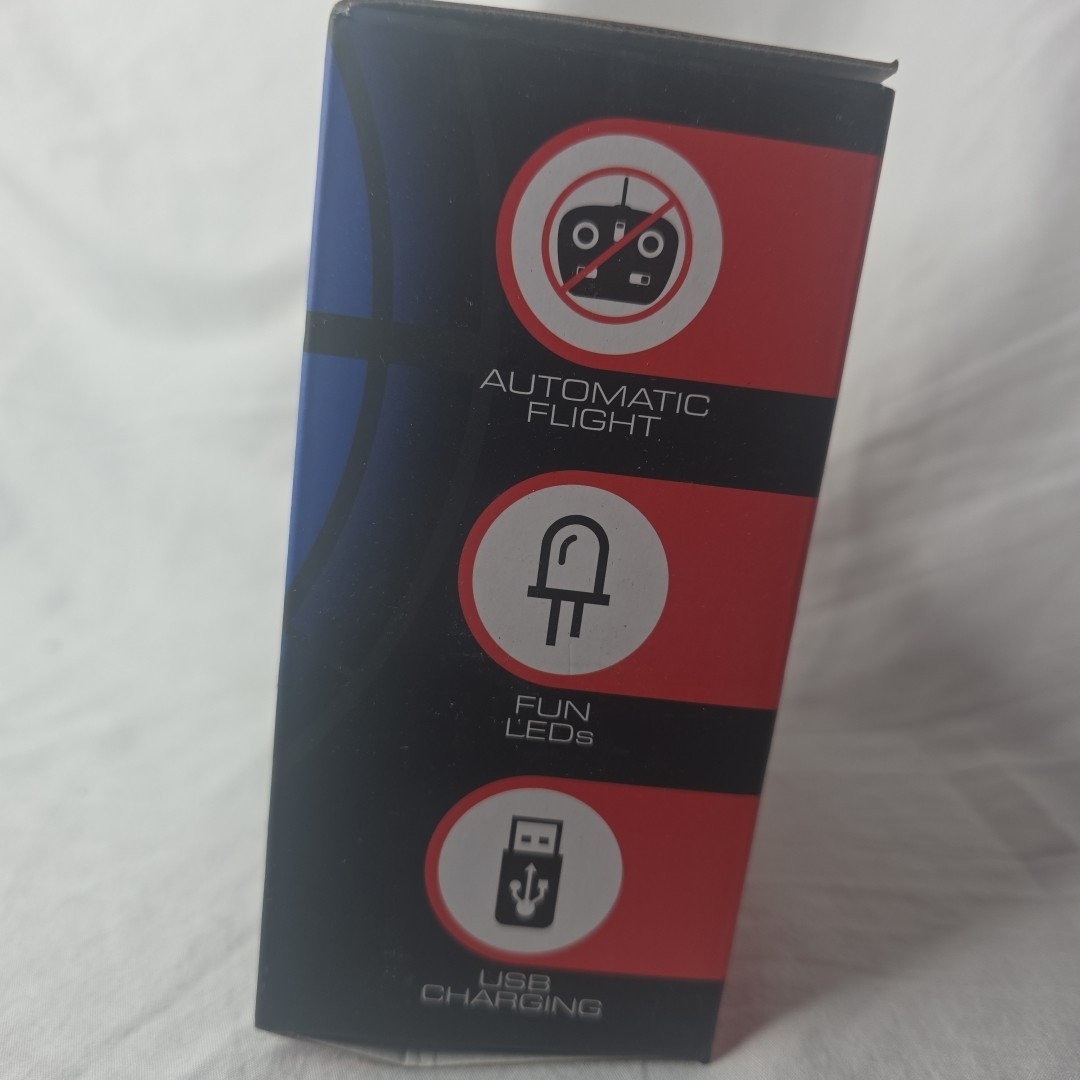 AUTOMATIC
FLIGHT
FUN
LEDs
USB
CHARGING